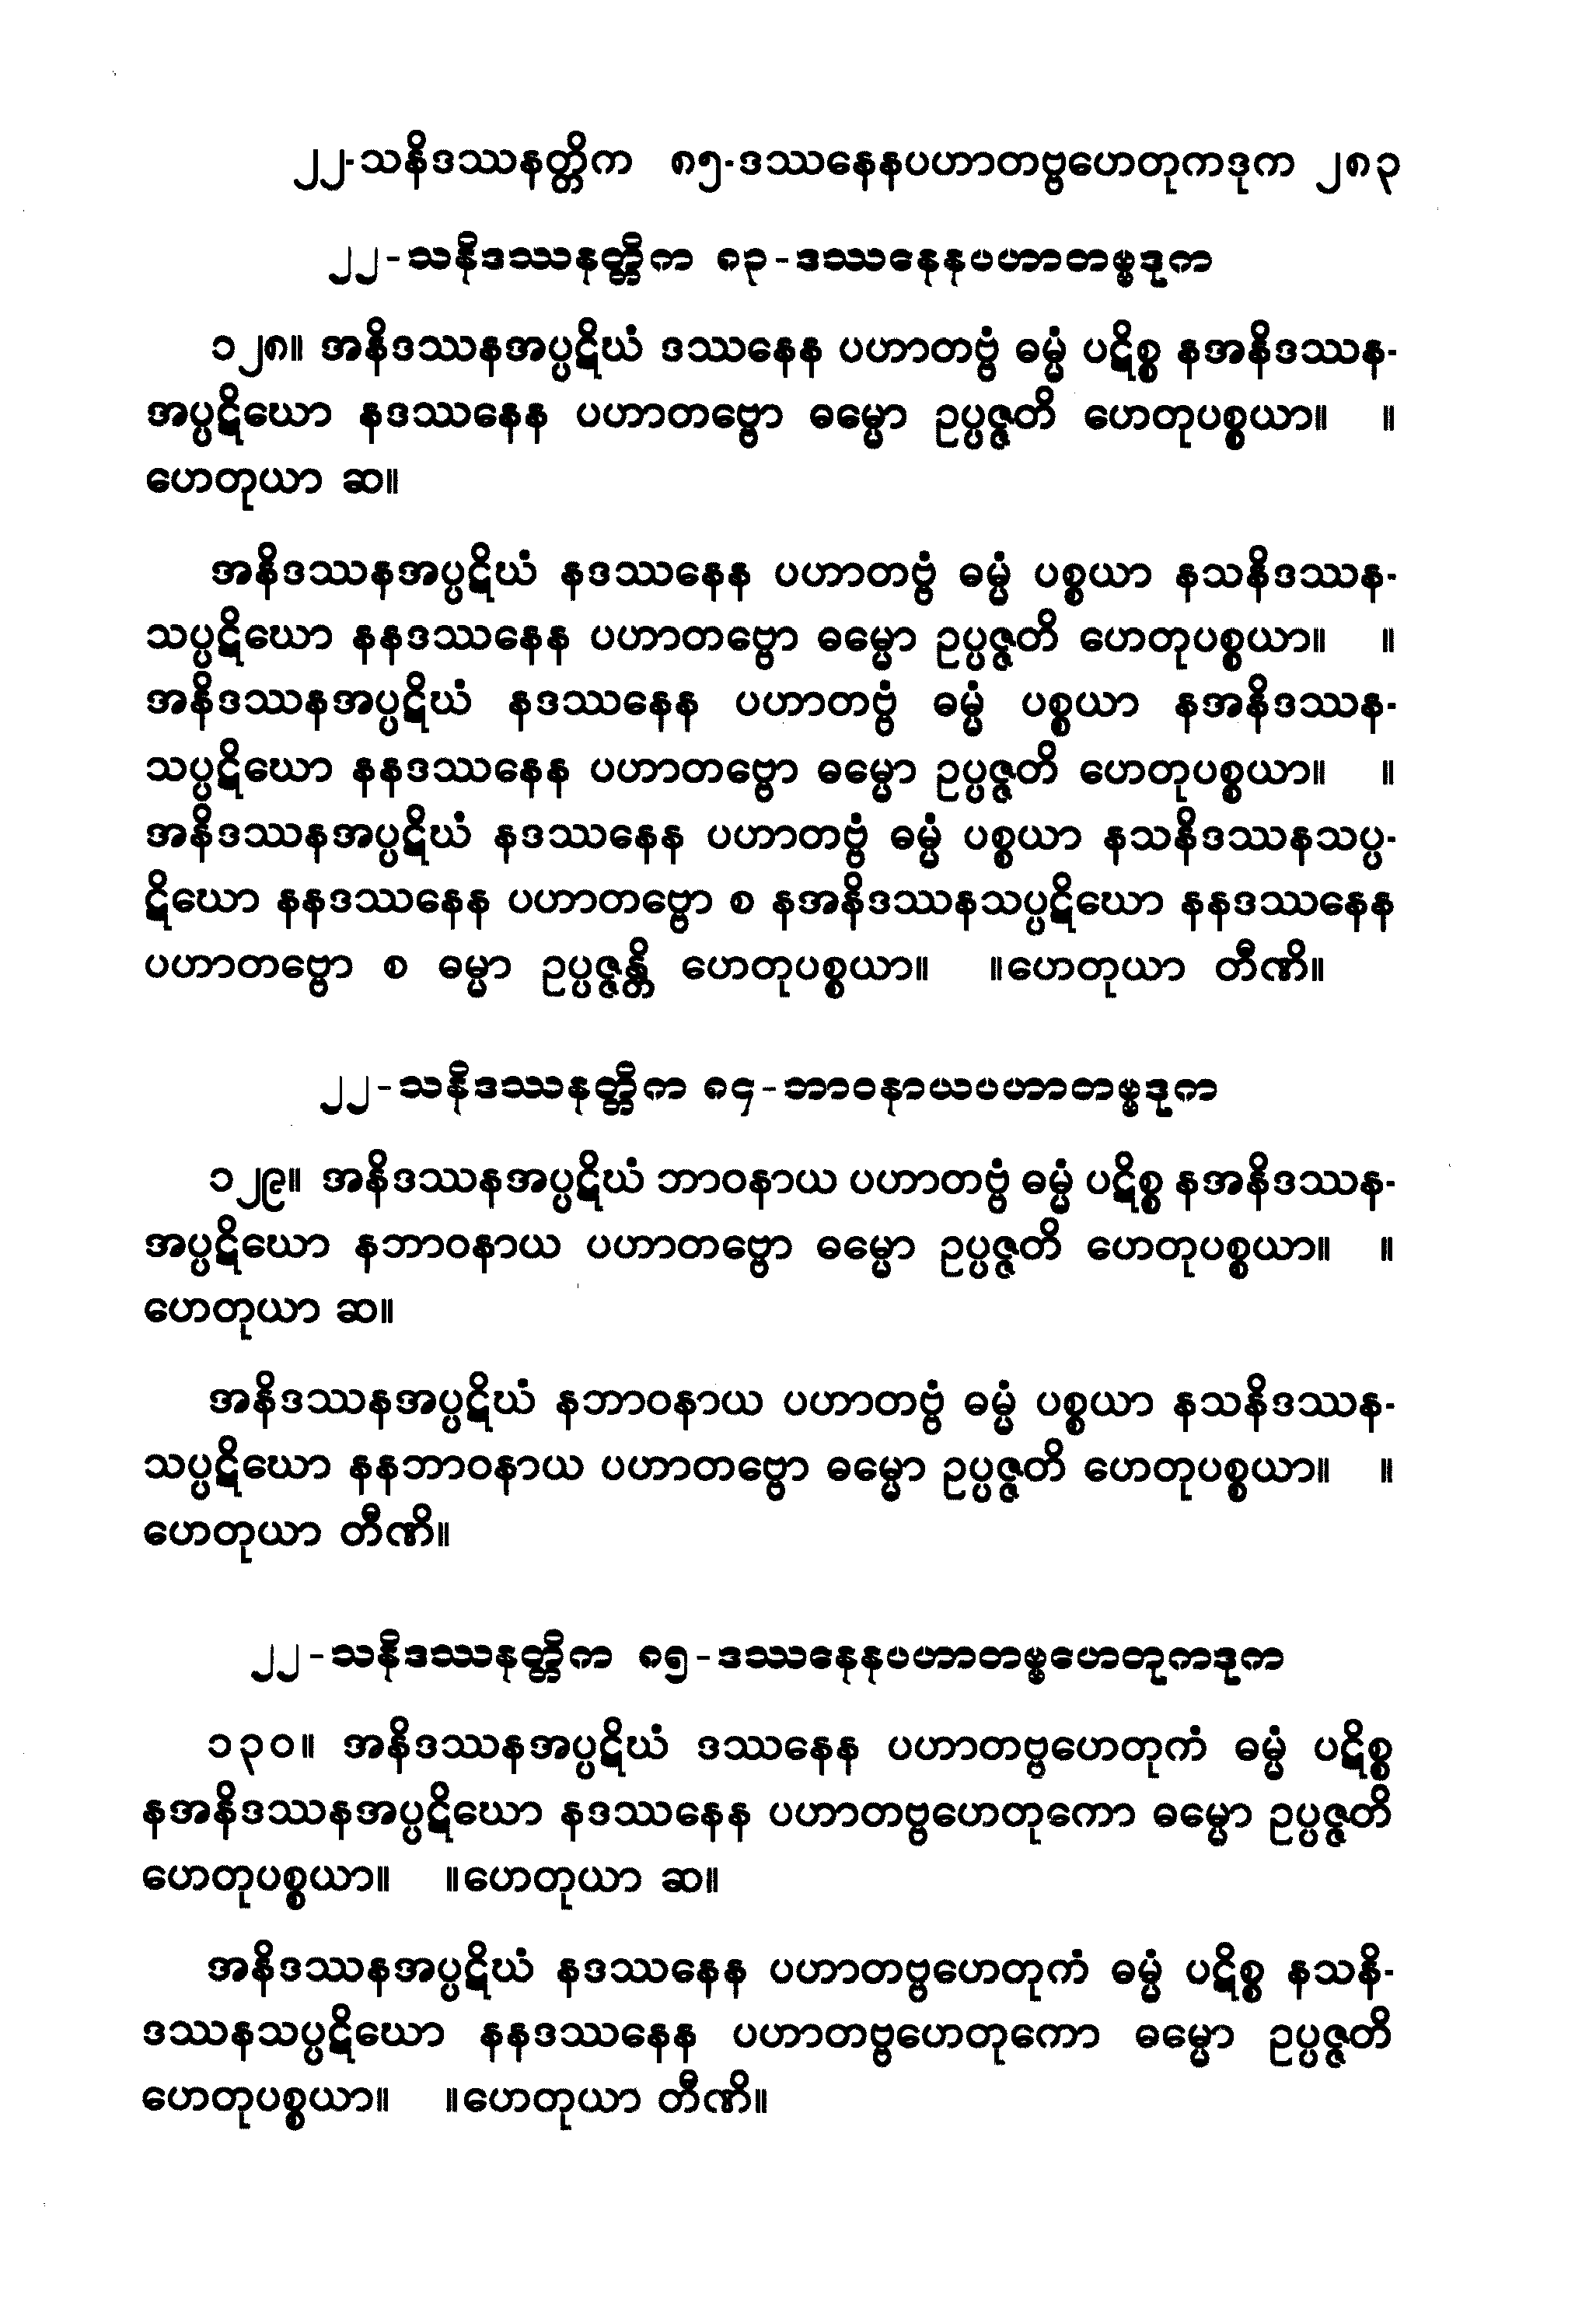 ၂၂-သနိဒဿနတ္တိက ၈၅-ဒဿနေနပဟာတဗ္ဗဟေတုကဒုက ၂၈၃
၂၂-သနိဒဿနတ္တိက ၈၃-ဒဿနေနပဟာတဗ္ဗဒုက
၁၂၈။ အနိဒဿနအပ္ပဋိဃံ ဒဿနေန ပဟာတဗ္ဗံ ဓမ္မံ ပဋိစ္စ နအနိဒဿန-
အပ္ပဋိဃော နဒဿနေန ပဟာတဗ္ဗော ဓမ္မော ဥပ္ပဇ္ဇတိ ဟေတုပစ္စယာ။ ။
ဟေတုယာ ဆ။
အနိဒဿနအပ္ပဋိဃံ နဒဿနေန ပဟာတဗ္ဗံ ဓမ္မံ ပစ္စယာ နသနိဒဿန-
သပ္ပဋိဃော နနဒဿနေန ပဟာတဗ္ဗော ဓမ္မော ဥပ္ပဇ္ဇတိ ဟေတုပစ္စယာ။ ။
အနိဒဿနအပ္ပဋိဃံ နဒဿနေန ပဟာတဗ္ဗံ ဓမ္မံ ပစ္စယာ နအနိဒဿန-
သပ္ပဋိဃော နနဒဿနေန ပဟာတဗ္ဗော ဓမ္မော ဥပ္ပဇ္ဇတိ ဟေတုပစ္စယာ။ ။
အနိဒဿနအပ္ပဋိဃံ နဒဿနေန ပဟာတဗ္ဗံ ဓမ္မံ ပစ္စယာ နသနိဒဿနသပ္ပ-
ဋိဃော နနဒဿနေန ပဟာတဗ္ဗော စ နအနိဒဿနသပ္ပဋိဃော နနဒဿနေန
ပဟာတဗ္ဗော စ ဓမ္မာ ဥပ္ပဇ္ဇန္တိ ဟေတုပစ္စယာ။ ။ဟေတုယာ တီဏိ။
၂၂-သနိဒဿနတ္တိက ၈၄-ဘာဝနာယပဟာတဗ္ဗဒုက
၁၂၉။ အနိဒဿနအပ္ပဋိဃံ ဘာဝနာယ ပဟာတဗ္ဗံ ဓမ္မံ ပဋိစ္စ နအနိဒဿန-
အပ္ပဋိဃော နဘာဝနာယ ပဟာတဗ္ဗော ဓမ္မော ဥပ္ပဇ္ဇတိ ဟေတုပစ္စယာ။ ။
ဟေတုယာ ဆ။
အနိဒဿနအပ္ပဋိဃံ နဘာဝနာယ ပဟာတဗ္ဗံ ဓမ္မံ ပစ္စယာ နသနိဒဿန-
သပ္ပဋိဃော နနဘာဝနာယ ပဟာတဗ္ဗော ဓမ္မော ဥပ္ပဇ္ဇတိ ဟေတုပစ္စယာ။ ။
ဟေတုယာ တီဏိ။
၂၂-သနိဒဿနတ္တိက ၈၅-ဒဿနေနပဟာတဗ္ဗဟေတုကဒုက
၁၃၀။ အနိဒဿနအပ္ပဋိဃံ ဒဿနေန ပဟာတဗ္ဗဟေတုကံ ဓမ္မံ ပဋိစ္စ
နအနိဒဿနအပ္ပဋိဃော နဒဿနေန ပဟာတဗ္ဗဟေတုကော ဓမ္မော ဥပ္ပဇ္ဇတိ
ဟေတုပစ္စယာ။ ။ဟေတုယာ ဆ။
အနိဒဿနအပ္ပဋိဃံ နဒဿနေန ပဟာတဗ္ဗဟေတုကံ ဓမ္မံ ပဋိစ္စ နသနိ-
ဒဿနသပ္ပဋိဃော နနဒဿနေန ပဟာတဗ္ဗဟေတုကော ဓမ္မော ဥပ္ပဇ္ဇတိ
ဟေတုပစ္စယာ။ ။ဟေတုယာ တီဏိ။